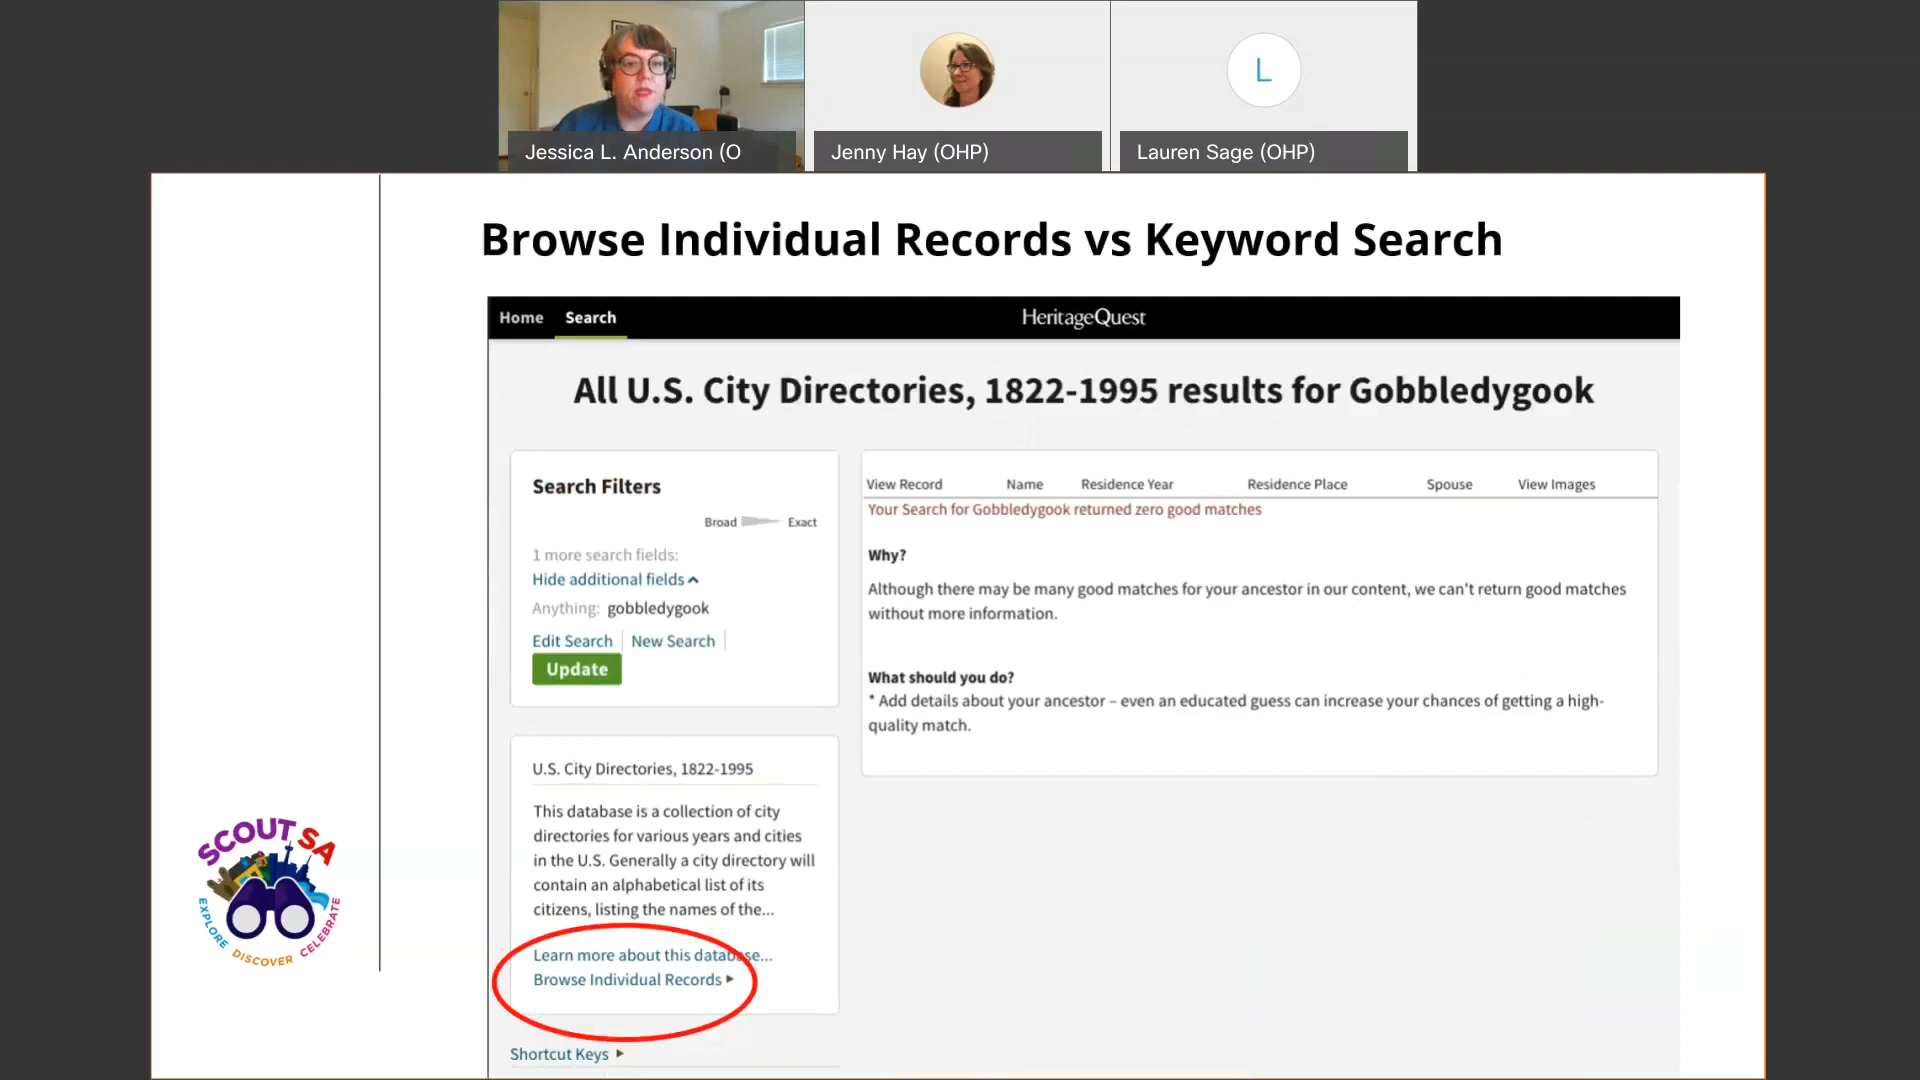 Jessica L. Anderson (O
Jenny Hay (OHP)
L
Lauren Sage (OHP)
Browse Individual Records vs Keyword Search
Home Search HeritageQuest
All U.S. City Directories, 1822-1995 results for Gobbledygook
Search Filters
Broad Exact
1 more search fields:
Hide additional fields
Anything: gobbledygook
Edit Search New Search
Update
View Record Name Residence Year Residence Place Spouse View Images
Your Search for Gobbledygook returned zero good matches
Why?
Although there may be many good matches for your ancestor in our content, we can't return good matches
without more information.
What should you do?
* Add details about your ancestor – even an educated guess can increase your chances of getting a high-
quality match.
U.S. City Directories, 1822-1995
This database is a collection of city
directories for various years and cities
in the U.S. Generally a city directory will
contain an alphabetical list of its
citizens, listing the names of the...
Learn more about this database...
Browse Individual Records
Shortcut Keys
SCOUT SA
EXPLORE DISCOVER CELEBRATE